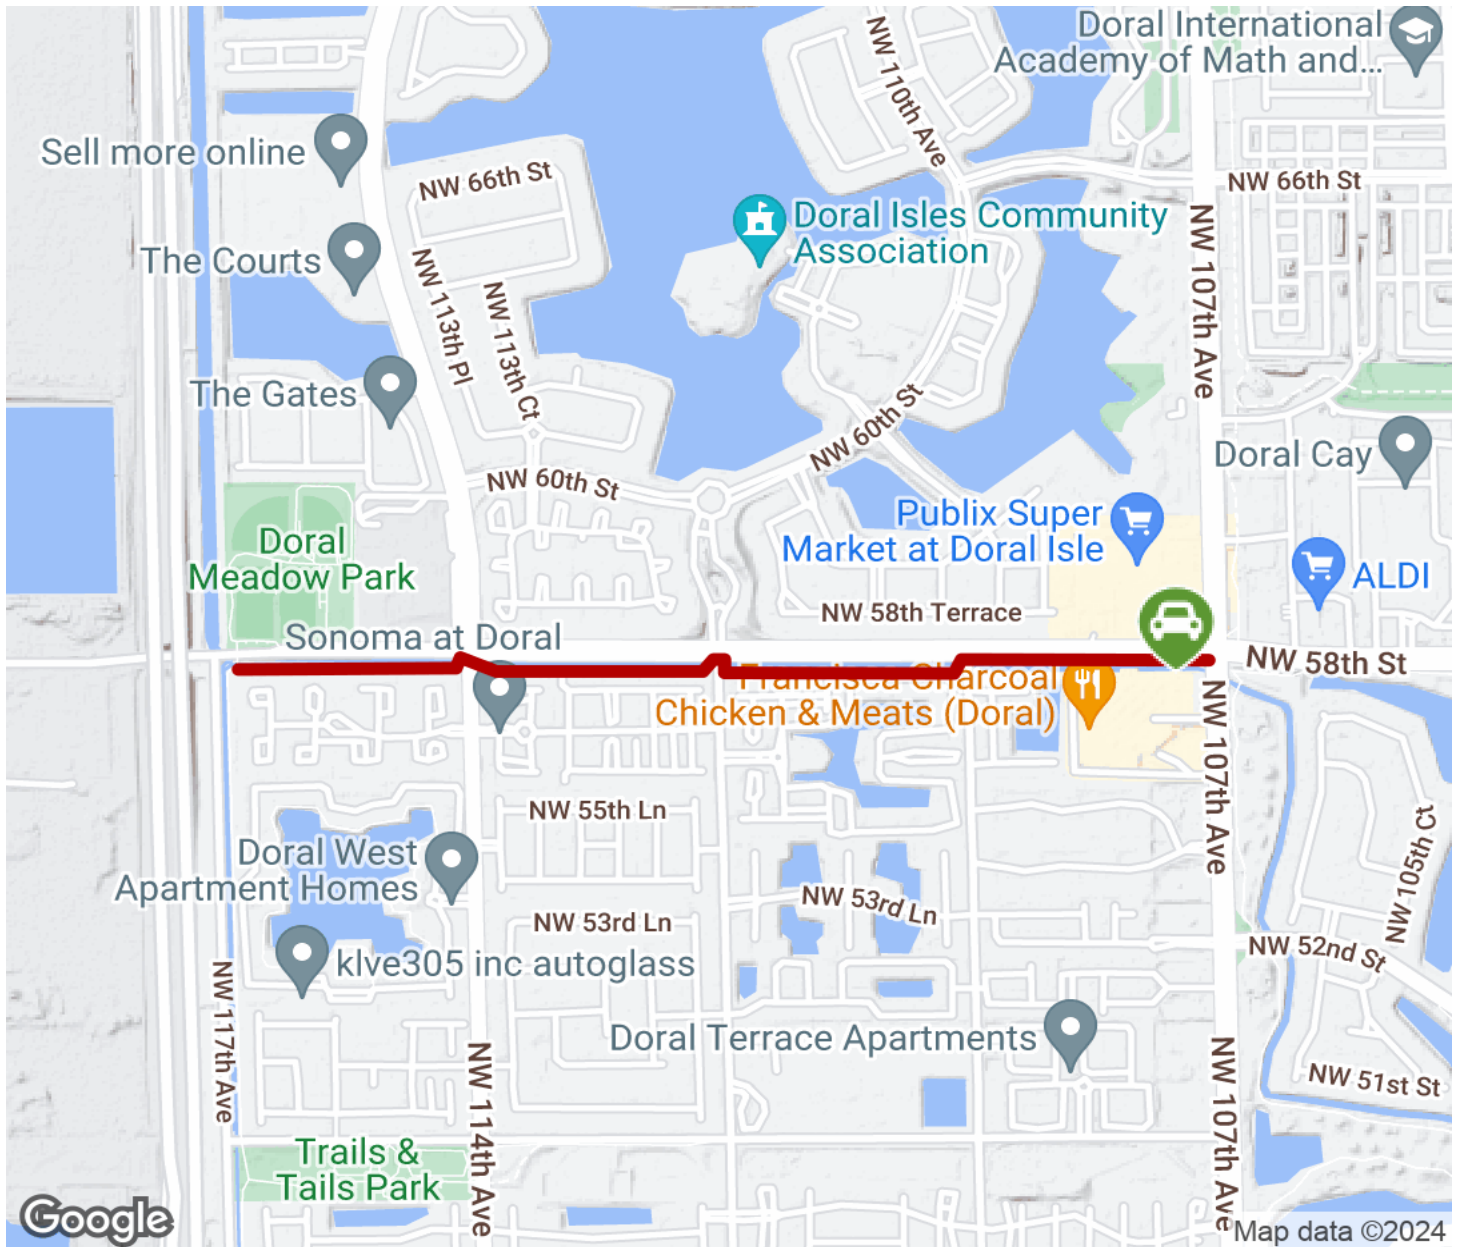 Doral International
Academy of Math and...
NW 110th Ave
Sell more online
NW 66th St
NW 66th St
Doral Isles Community
Association
NW 107th Ave
The Courts
NW 113th Pl
NW 113th Ct
The Gates
NW 60th St
Doral Cay
NW 60th St
Publix Super
Market at Doral Isle
Doral
Meadow Park
ALDI
NW 58th Terrace
Sonoma at Doral
NW 58th St
Francisca Charcoal
Chicken & Meats (Doral)
NW 107th Ave
NW 55th Ln
Doral West
Apartment Homes
NW 105th Ct
NW 53rd Ln
NW 53rd Ln
NW 52nd St
klve305 inc autoglass
NW 117th Ave
Doral Terrace Apartments
NW 51st St
NW 114th Ave
NW 107th Ave
Trails &
Tails Park
Google
Map data ©2024